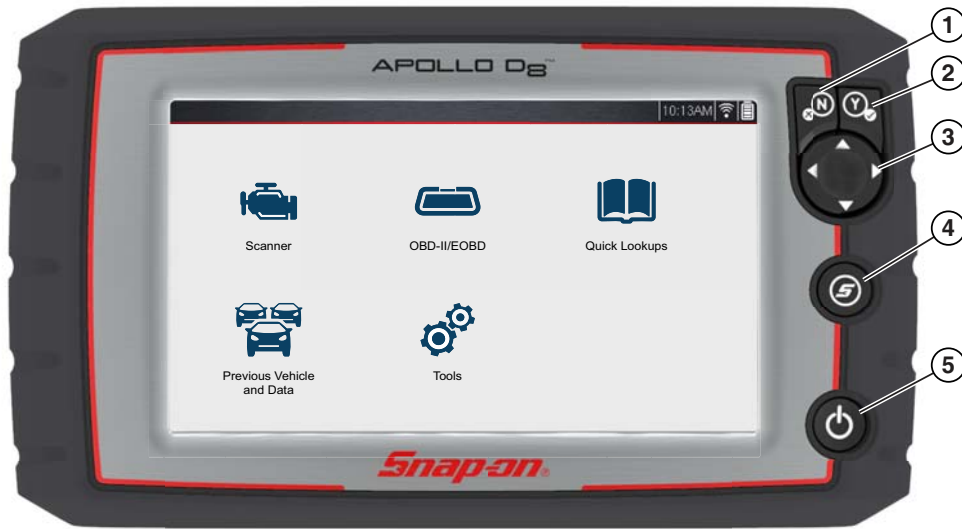 APOLLO D8™
10:13AM
Scanner
OBD-II/EOBD
Quick Lookups
Previous Vehicle
and Data
Tools
Snap-on®
N
Y
S
1
2
3
4
5